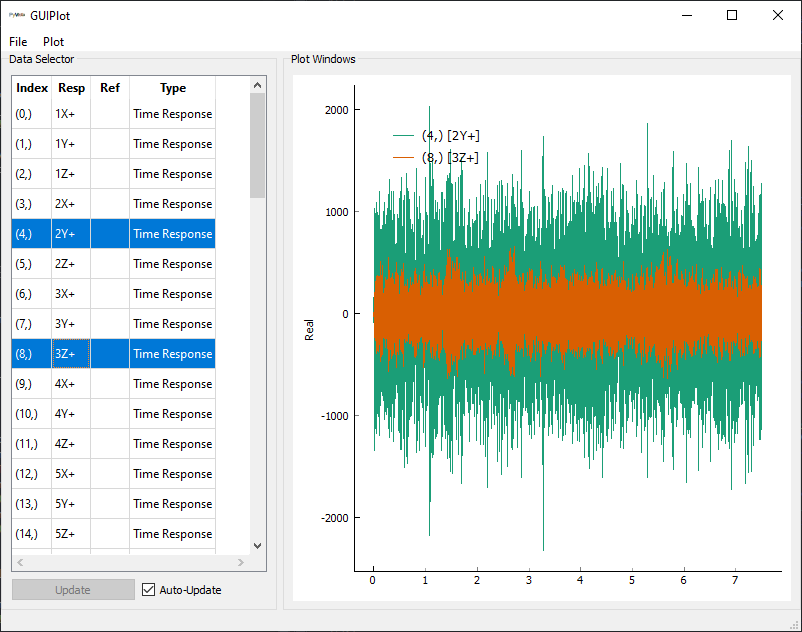 GUIPlot
File Plot
Data Selector
Index Resp Ref Type
(0,) 1X+ Time Response
(1,) 1Y+ Time Response
(2,) 1Z+ Time Response
(3,) 2X+ Time Response
(4,) 2Y+ Time Response
(5,) 2Z+ Time Response
(6,) 3X+ Time Response
(7,) 3Y+ Time Response
(8,) 3Z+ Time Response
(9,) 4X+ Time Response
(10,) 4Y+ Time Response
(11,) 4Z+ Time Response
(12,) 5X+ Time Response
(13,) 5Y+ Time Response
(14,) 5Z+ Time Response
Update Auto-Update
Plot Windows
(4,) [2Y+]
(8,) [3Z+]
Real
2000
1000
0
-1000
-2000
0 1 2 3 4 5 6 7